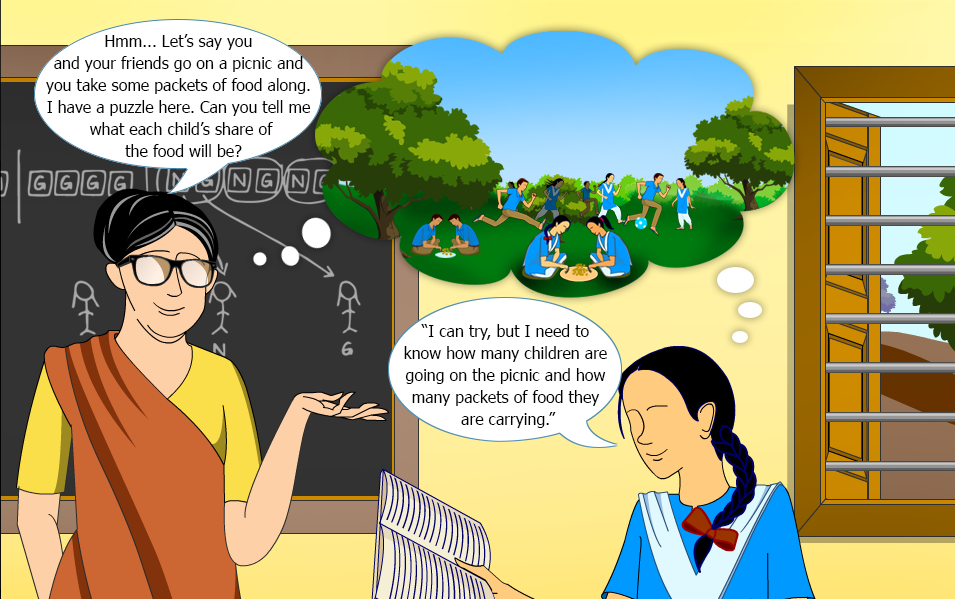 Hmm... Let’s say you
and your friends go on a picnic and
you take some packets of food along.
I have a puzzle here. Can you tell me
what each child’s share of
the food will be?
GGGG NGNGNG
N G
“I can try, but I need to
know how many children are
going on the picnic and how
many packets of food they
are carrying.”